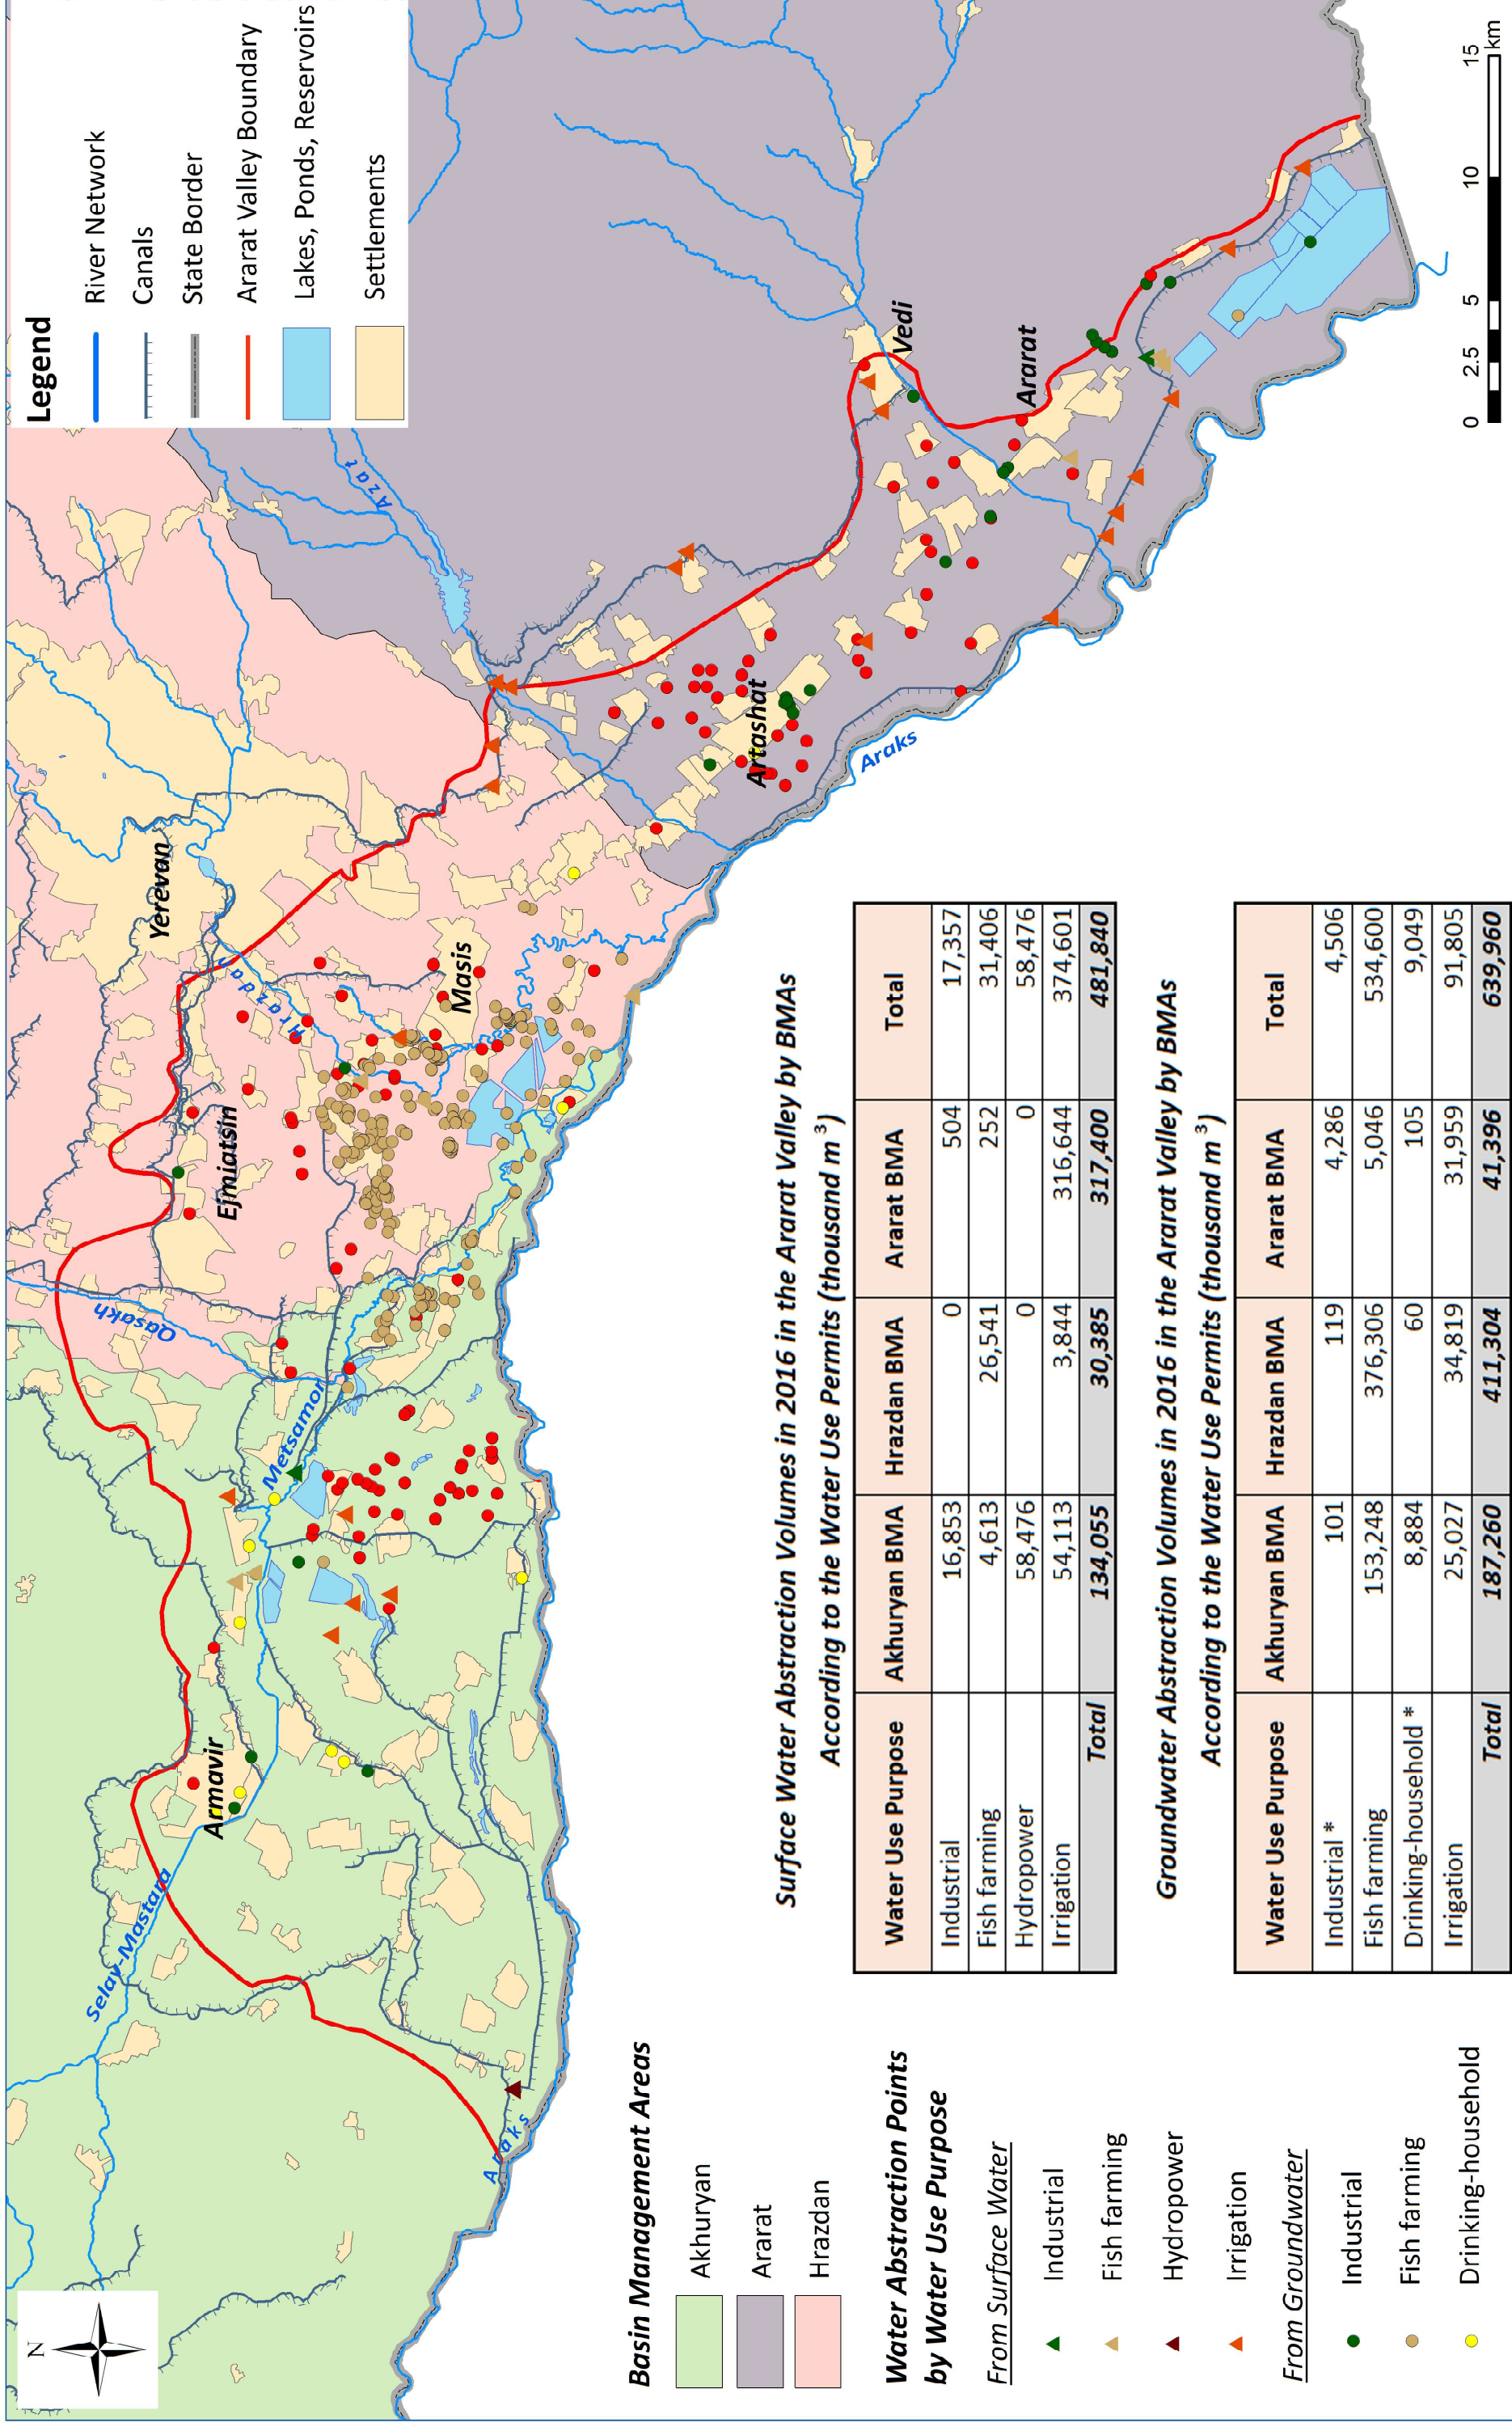 N
Selav-Mastara
Armavir
Metsamor
Qasakh
Ejmiatsin
Hrazdan
Yerevan
Masis
Azat
Artashat
Vedi
Ararat
Araks
Araks
Legend
River Network
Canals
State Border
Ararat Valley Boundary
Lakes, Ponds, Reservoirs
Settlements
Basin Management Areas
Akhuryan
Ararat
Hrazdan
Water Abstraction Points
by Water Use Purpose
From Surface Water
Industrial
Fish farming
Hydropower
Irrigation
From Groundwater
Industrial
Fish farming
Drinking-household
Surface Water Abstraction Volumes in 2016 in the Ararat Valley by BMAs
According to the Water Use Permits (thousand m³)
Water Use Purpose Akhuryan BMA Hrazdan BMA Ararat BMA Total
Industrial 16,853 0 504 17,357
Fish farming 4,613 26,541 252 31,406
Hydropower 58,476 0 0 58,476
Irrigation 54,113 3,844 316,644 374,601
Total 134,055 30,385 317,400 481,840
Groundwater Abstraction Volumes in 2016 in the Ararat Valley by BMAs
According to the Water Use Permits (thousand m³)
Water Use Purpose Akhuryan BMA Hrazdan BMA Ararat BMA Total
Industrial * 101 119 4,286 4,506
Fish farming 153,248 376,306 5,046 534,600
Drinking-household * 8,884 60 105 9,049
Irrigation 25,027 34,819 31,959 91,805
Total 187,260 411,304 41,396 639,960
0 2.5 5 10 15
km